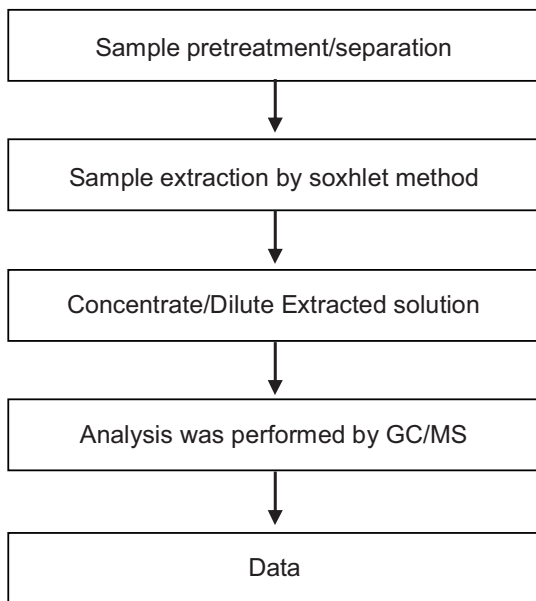 Sample pretreatment/separation
Sample extraction by soxhlet method
Concentrate/Dilute Extracted solution
Analysis was performed by GC/MS
Data